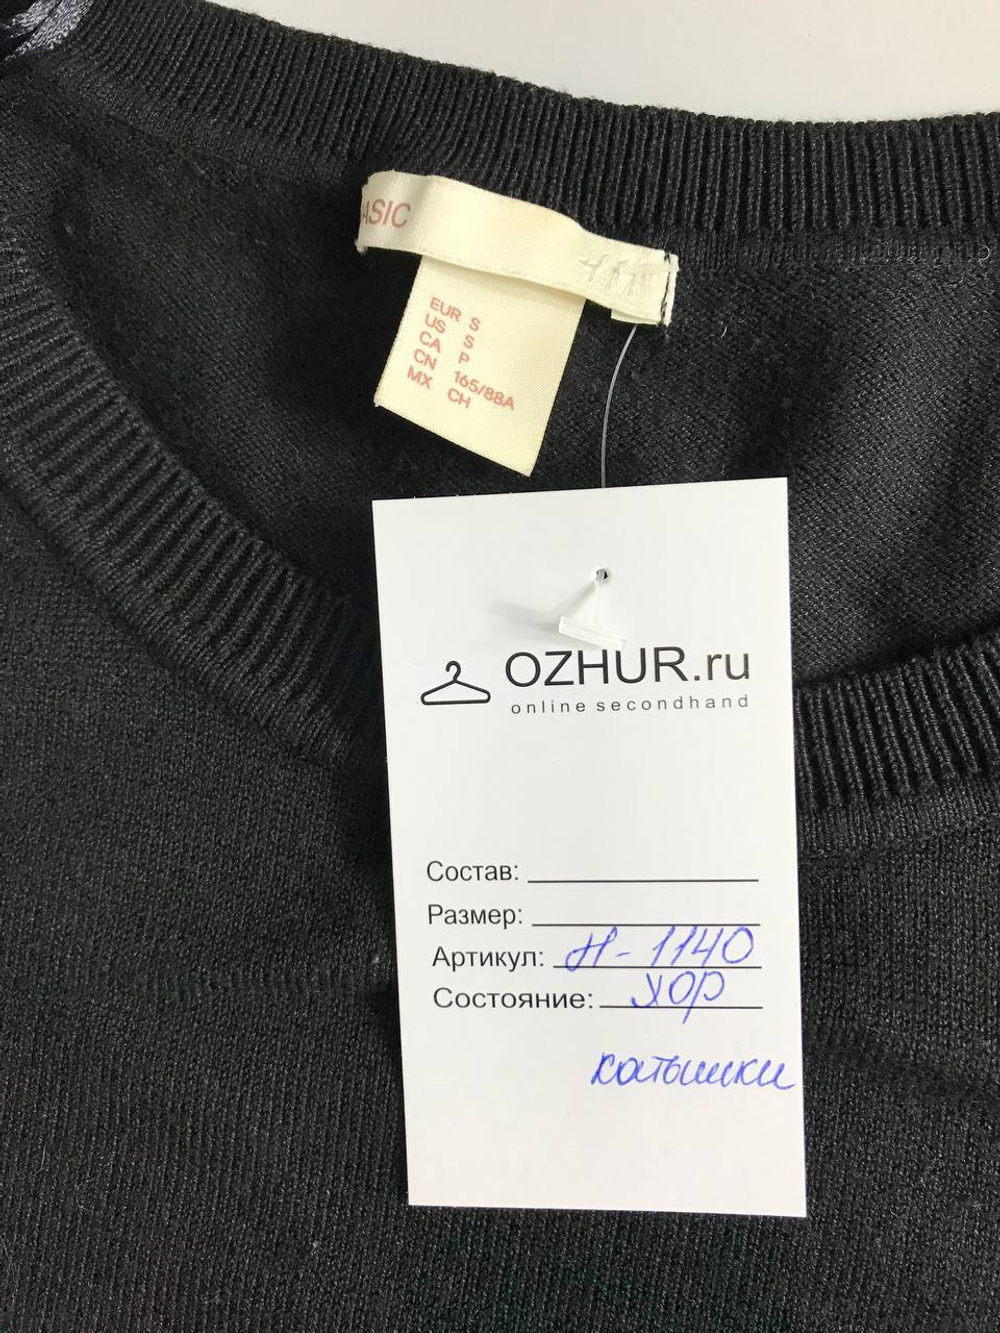 ASIC
EUR S
US S
CA P
CN 165/88A
MX CH
OZHUR.ru
online secondhand
Состав:
Размер:
Артикул: Н-1140
Состояние: хор
катышки